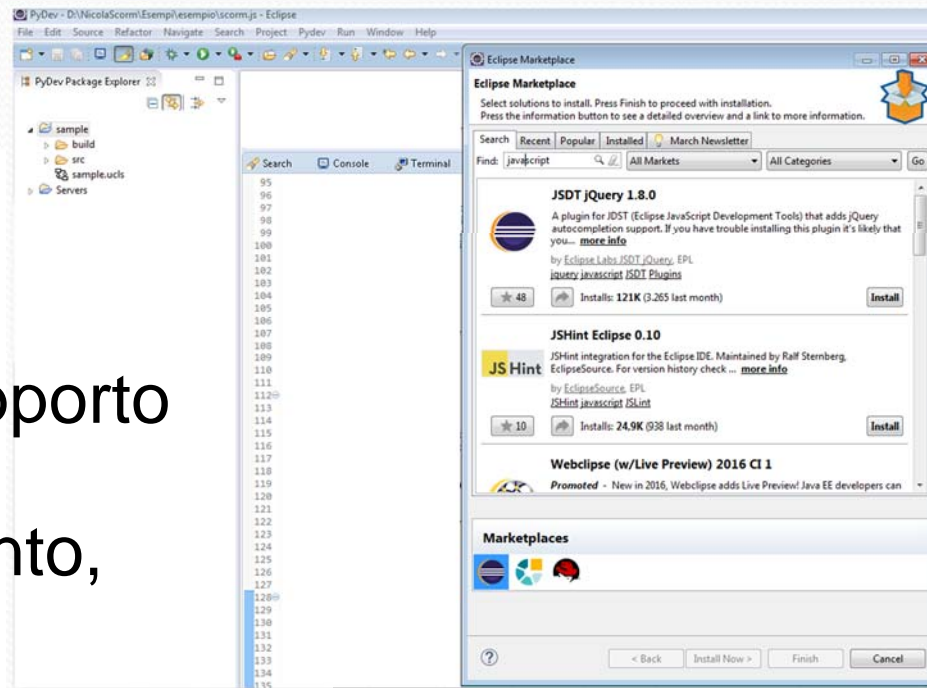 PyDev - D:\NicolaScorm\Esempi\esempio\scorm.js - Eclipse
File Edit Source Refactor Navigate Search Project Pydev Run Window Help
PyDev Package Explorer
sample
build
src
sample.ucls
Servers
Search Console Terminal
95
96
97
98
99
100
101
102
103
104
105
106
107
108
109
110
111
112
113
114
115
116
117
118
119
120
121
122
123
124
125
126
127
128
129
130
131
132
133
134
135
pporto
nto,
Eclipse Marketplace
Eclipse Marketplace
Select solutions to install. Press Finish to proceed with installation.
Press the information button to see a detailed overview and a link to more information.
Search Recent Popular Installed March Newsletter
Find: javascript All Markets All Categories Go
JSDT jQuery 1.8.0
A plugin for JDST (Eclipse JavaScript Development Tools) that adds jQuery
autocompletion support. If you have trouble installing this plugin it's likely that
you... more info
by Eclipse Labs JSDT jQuery, EPL
jquery javascript JSDT Plugins
48 Installs: 121K (3.265 last month) Install
JSHint Eclipse 0.10
JS Hint
JSHint integration for the Eclipse IDE. Maintained by Ralf Sternberg,
EclipseSource. For version history check ... more info
by EclipseSource, EPL
JSHint javascript JSLint
10 Installs: 24,9K (938 last month) Install
Webclipse (w/Live Preview) 2016 CI 1
Promoted - New in 2016, Webclipse adds Live Preview! Java EE developers can
Marketplaces
? < Back Install Now > Finish Cancel